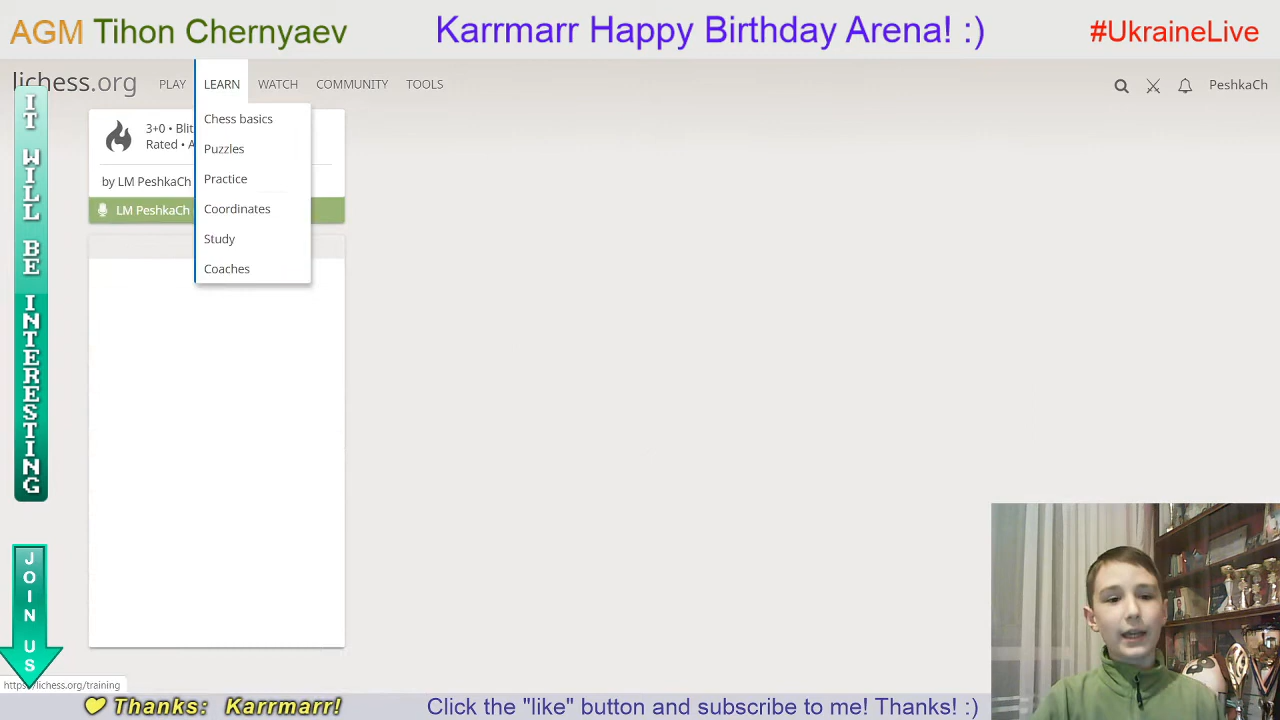 AGM Tihon Chernyaev
Karrmarr Happy Birthday Arena! :)
#UkraineLive
lichess.org
PLAY
LEARN
WATCH
COMMUNITY
TOOLS
PeshkaCh
Chess basics
Puzzles
Practice
Coordinates
Study
Coaches
3+0 • Blit
Rated • A
by LM PeshkaCh
LM PeshkaCh
IT WILL BE INTERESTING
JOIN US
https://lichess.org/training
Thanks: Karrmarr!
Click the "like" button and subscribe to me! Thanks! :)